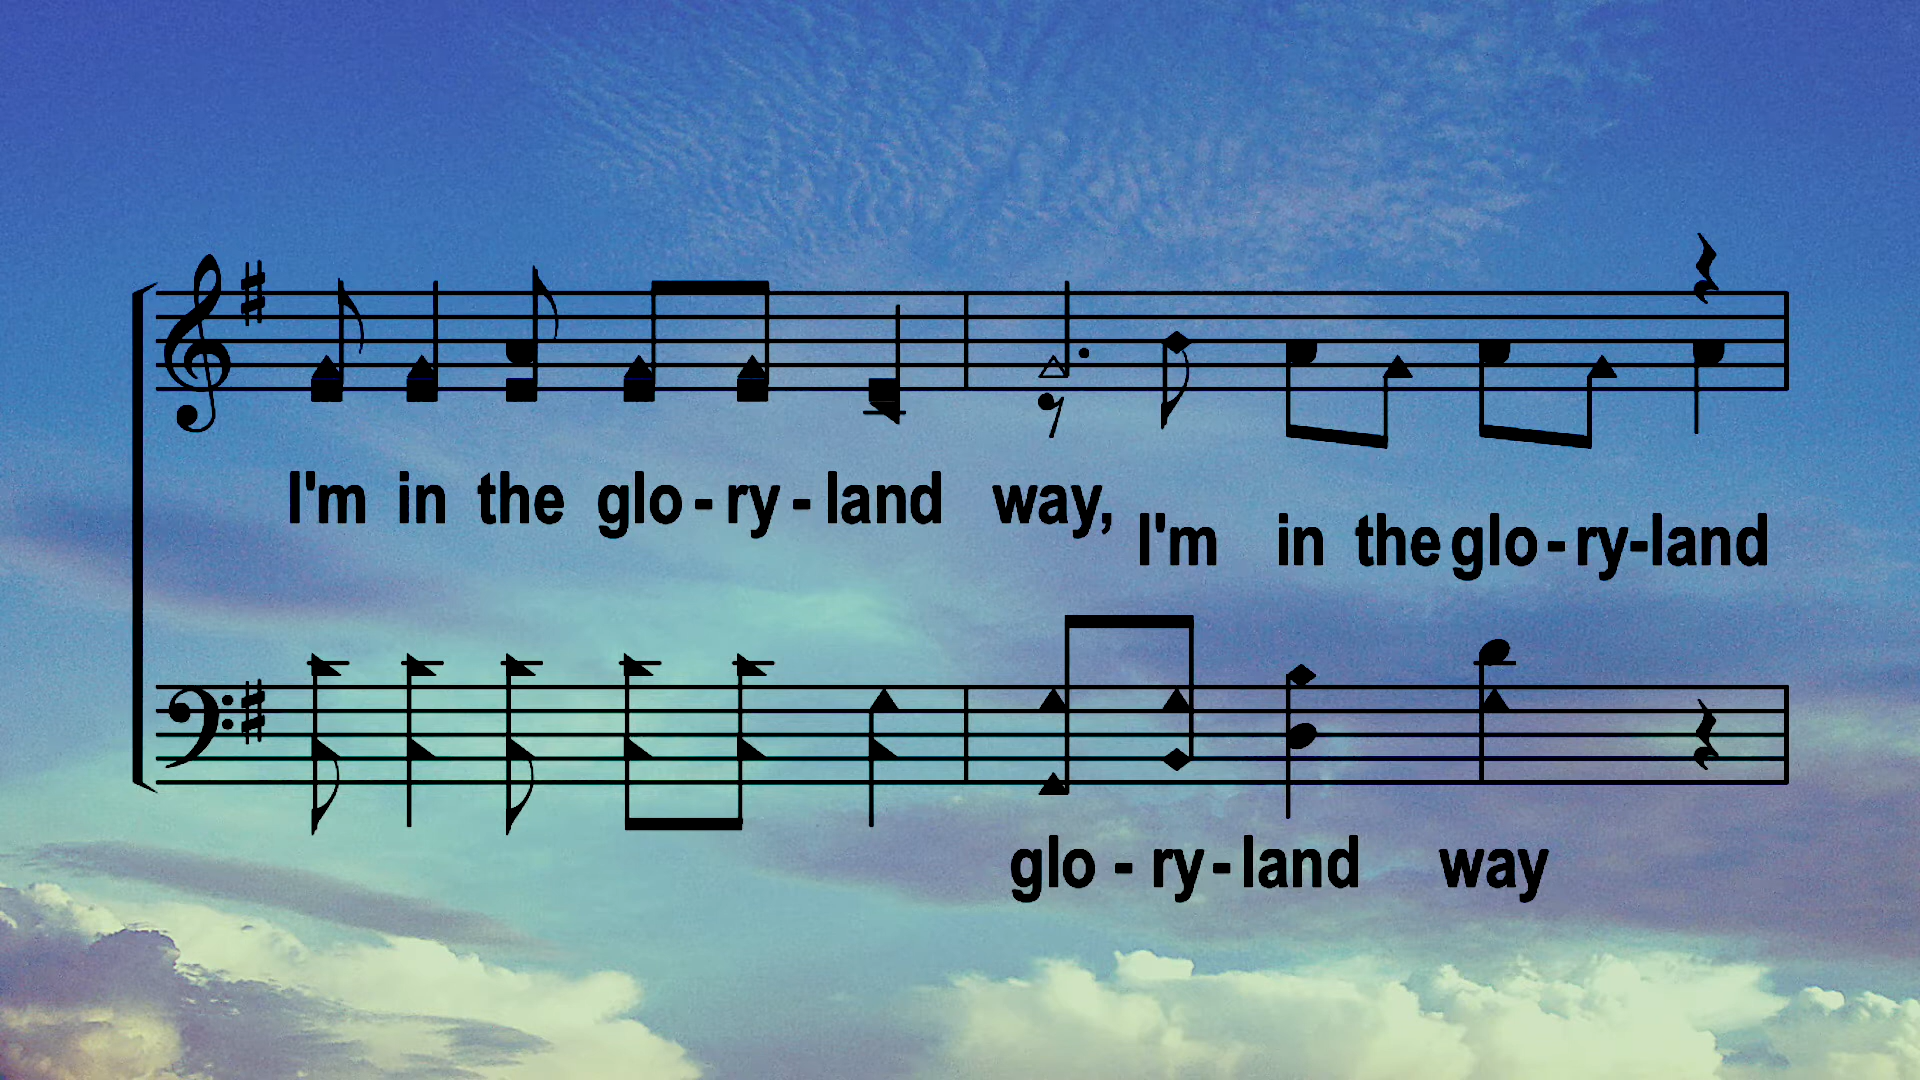 I'm in the glo - ry - land way,
I'm in the glo - ry - land
glo - ry - land way